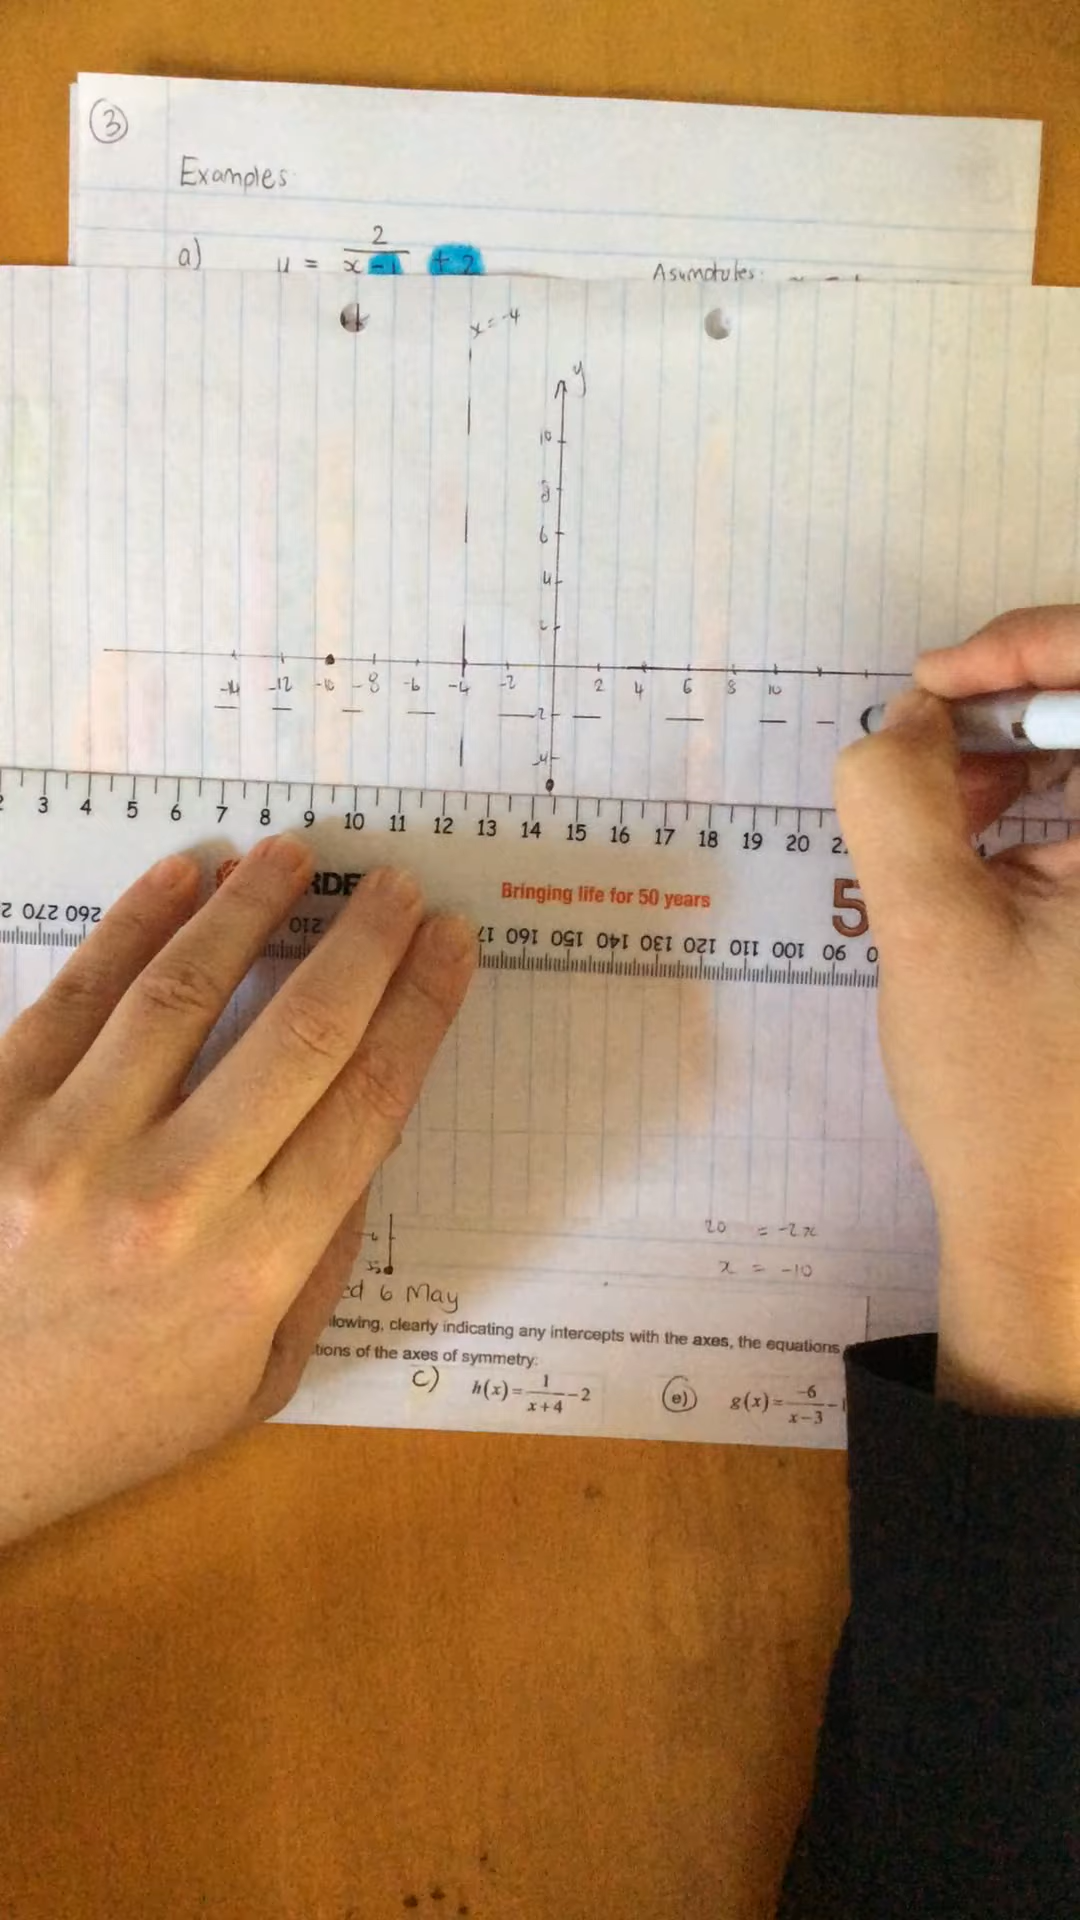 3
Examples
a) y = 2 / x - 1 + 2
Asymptotes:
x = -4
y
10
8
6
4
2
-14 -12 -10 -8 -6 -4 -2 2 4 6 8 10
-2
-4
3 4 5 6 7 8 9 10 11 12 13 14 15 16 17 18 19 20
Bringing life for 50 years
5
270 260 210 160 150 140 130 120 110 100 90
20 = -2x
x = -10
6 May
clearly indicating any intercepts with the axes, the equations
of the axes of symmetry:
c) h(x) = 1 / x + 4 - 2
e) g(x) = -6 / x - 3